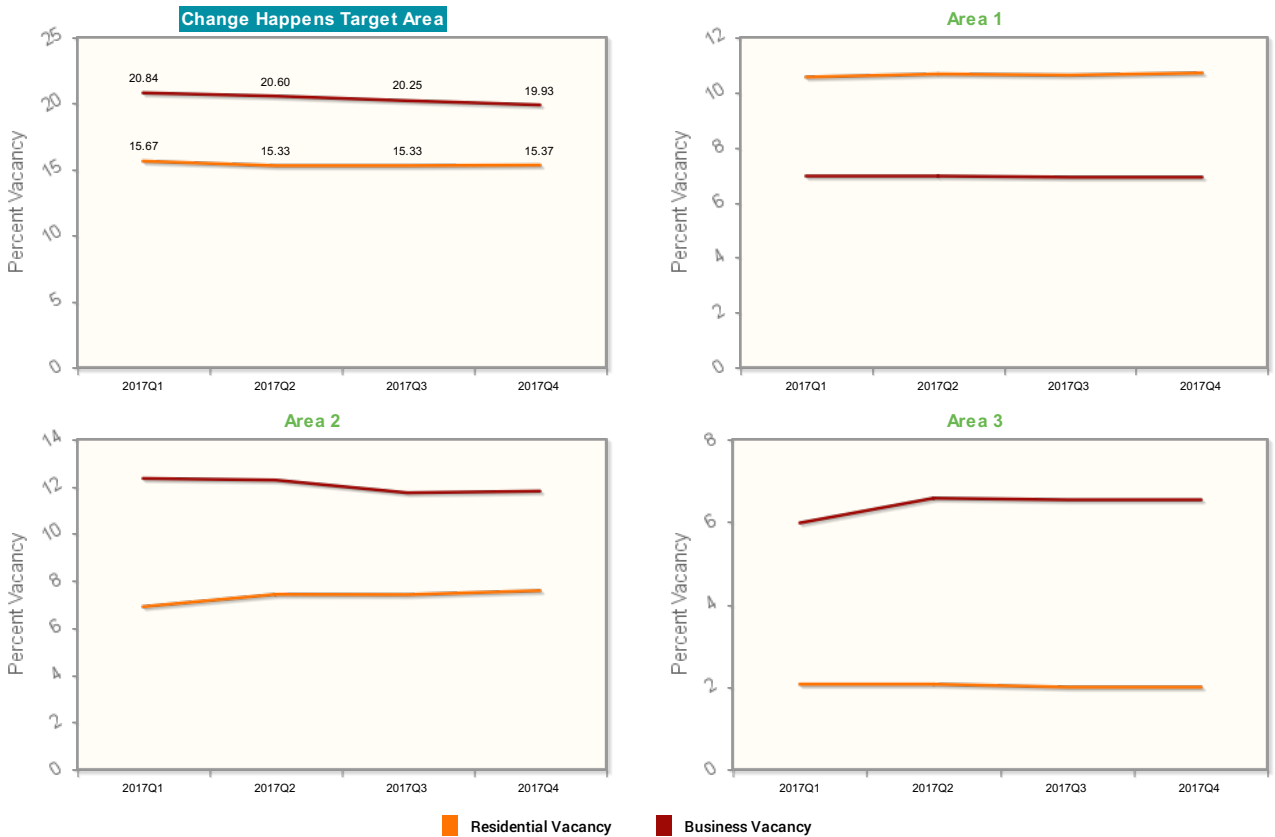 Change Happens Target Area
Percent Vacancy
25
20
15
10
5
0
20.84
20.60
20.25
19.93
15.67
15.33
15.33
15.37
2017Q1 2017Q2 2017Q3 2017Q4
Area 1
Percent Vacancy
12
10
8
6
4
2
0
2017Q1 2017Q2 2017Q3 2017Q4
Area 2
Percent Vacancy
14
12
10
8
6
4
2
0
2017Q1 2017Q2 2017Q3 2017Q4
Area 3
Percent Vacancy
8
6
4
2
0
2017Q1 2017Q2 2017Q3 2017Q4
Residential Vacancy Business Vacancy